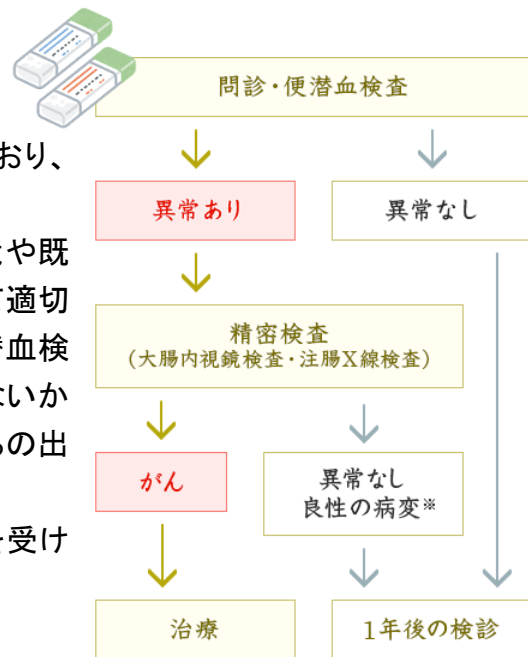 問診・便潜血検査
おり、
異常あり
異常なし
や既
適切
血検
ないか
の出
受け
精密検査
(大腸内視鏡検査・注腸X線検査)
がん
異常なし
良性の病変※
治療
1年後の検診